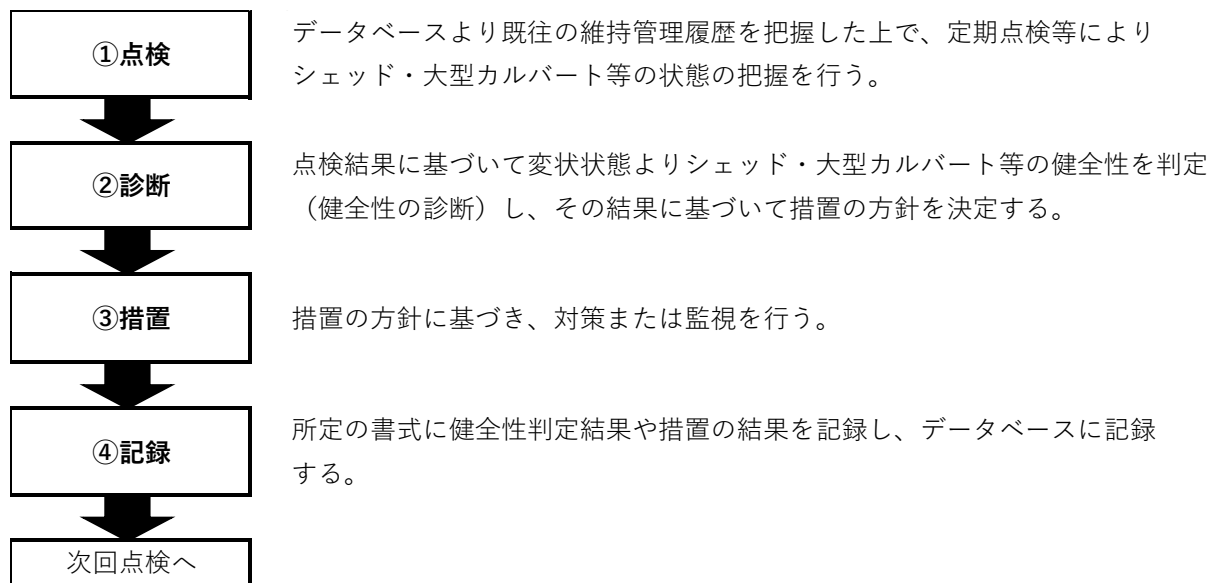 ①点検
データベースより既往の維持管理履歴を把握した上で、定期点検等により
シェッド・大型カルバート等の状態の把握を行う。
②診断
点検結果に基づいて変状状態よりシェッド・大型カルバート等の健全性を判定
（健全性の診断）し、その結果に基づいて措置の方針を決定する。
③措置
措置の方針に基づき、対策または監視を行う。
④記録
所定の書式に健全性判定結果や措置の結果を記録し、データベースに記録
する。
次回点検へ